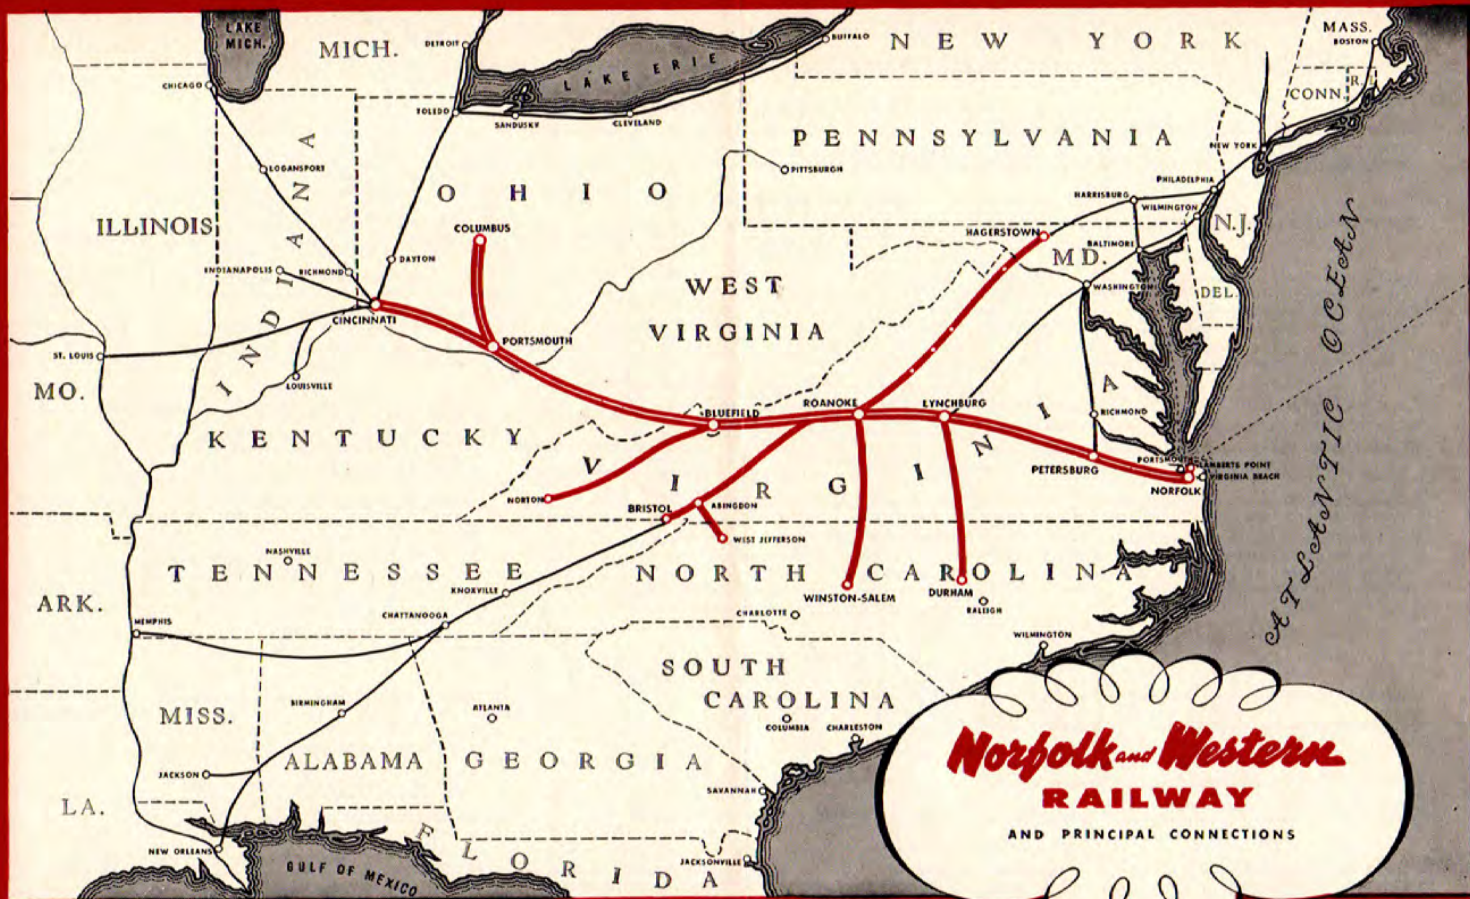 LAKE
MICH.
MICH.
DETROIT
LAKE ERIE
BUFFALO
NEW YORK
MASS.
BOSTON
CONN.
R.
CHICAGO
TOLEDO
SANDUSKY
CLEVELAND
PENNSYLVANIA
NEW YORK
LOGANSPORT
PITTSBURGH
PHILADELPHIA
HARRISBURG
WILMINGTON
OHIO
INDIANA
ILLINOIS
COLUMBUS
HAGERSTOWN
N.J.
BALTIMORE
MD.
DAYTON
INDIANAPOLIS
RICHMOND
WEST
VIRGINIA
WASHINGTON
DEL.
CINCINNATI
PORTSMOUTH
ATLANTIC OCEAN
ST. LOUIS
LOUISVILLE
MO.
KENTUCKY
BLUEFIELD
ROANOKE
LYNCHBURG
RICHMOND
VIRGINIA
PETERSBURG
PORTSMOUTH
LAMBERTS POINT
VIRGINIA BEACH
NORFOLK
NORTON
BRISTOL
ABINGDON
WEST JEFFERSON
NASHVILLE
TENNESSEE
NORTH CAROLINA
KNOXVILLE
WINSTON-SALEM
DURHAM
RALEIGH
ARK.
MEMPHIS
CHATTANOOGA
CHARLOTTE
WILMINGTON
SOUTH
CAROLINA
MISS.
BIRMINGHAM
ATLANTA
COLUMBIA
CHARLESTON
ALABAMA
GEORGIA
JACKSON
SAVANNAH
LA.
NEW ORLEANS
GULF OF MEXICO
FLORIDA
JACKSONVILLE
Norfolk and Western
RAILWAY
AND PRINCIPAL CONNECTIONS